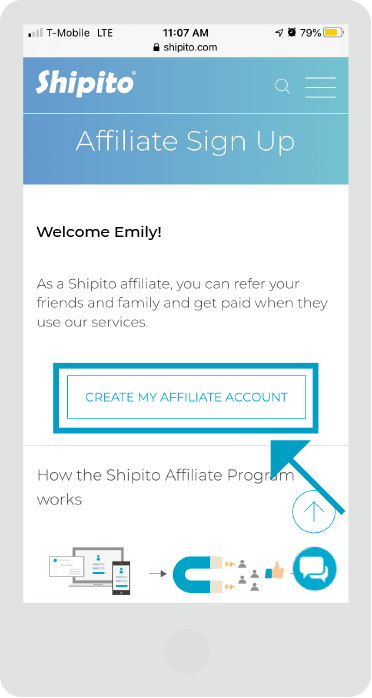 T-Mobile LTE 11:07 AM 79%
shipito.com
Shipito®
Affiliate Sign Up
Welcome Emily!
As a Shipito affiliate, you can refer your
friends and family and get paid when they
use our services.
CREATE MY AFFILIATE ACCOUNT
How the Shipito Affiliate Program
works